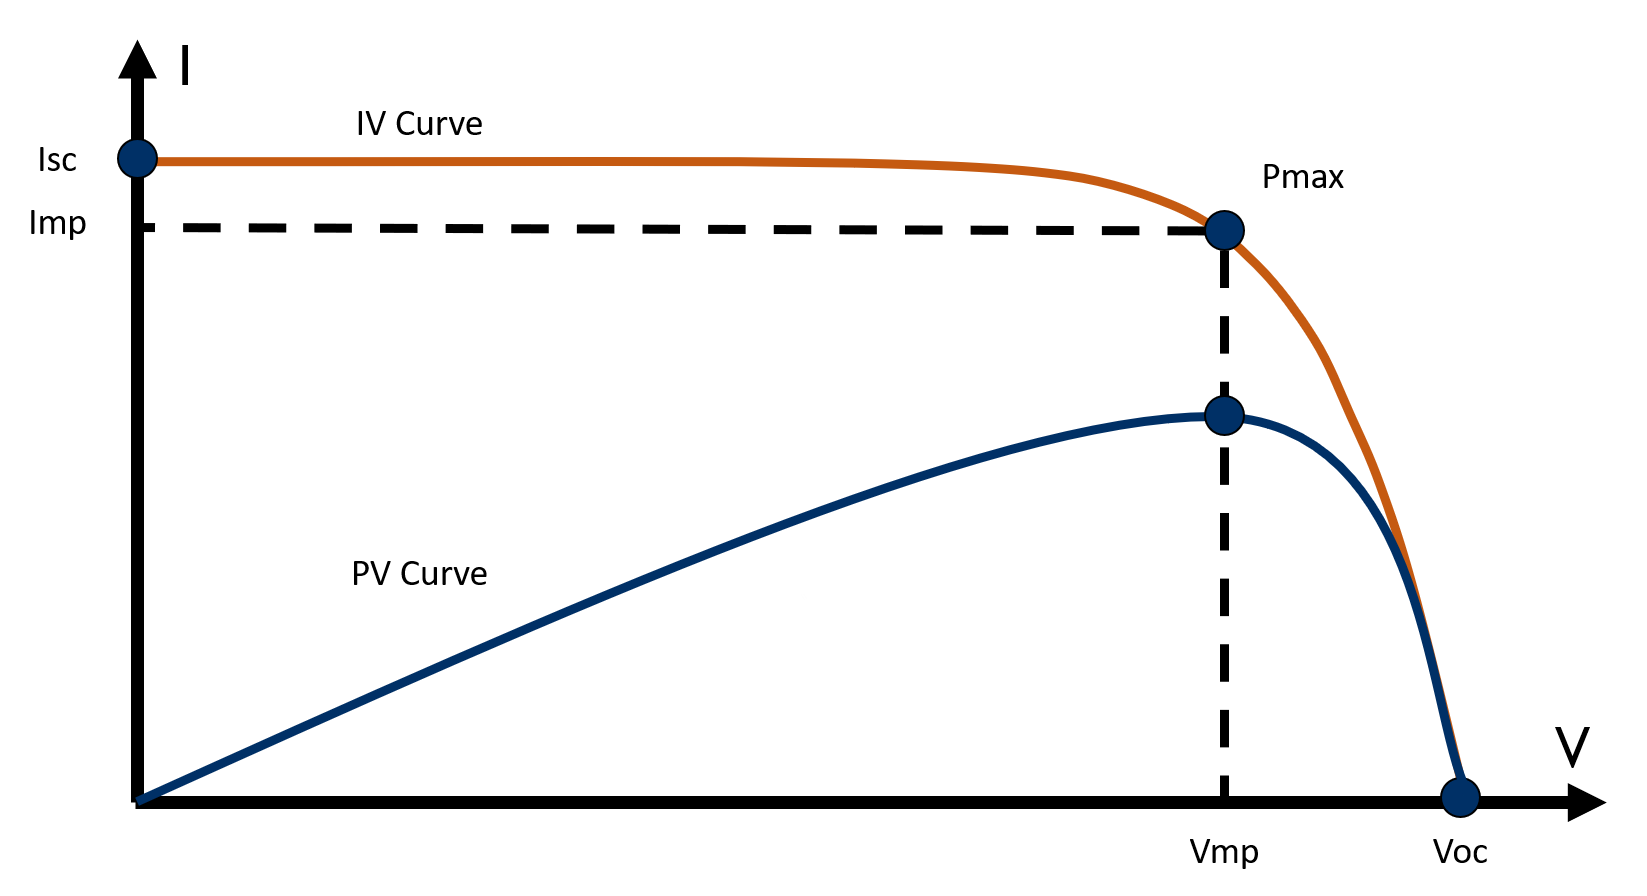 I
IV Curve
Isc
Pmax
Imp
PV Curve
V
Vmp
Voc